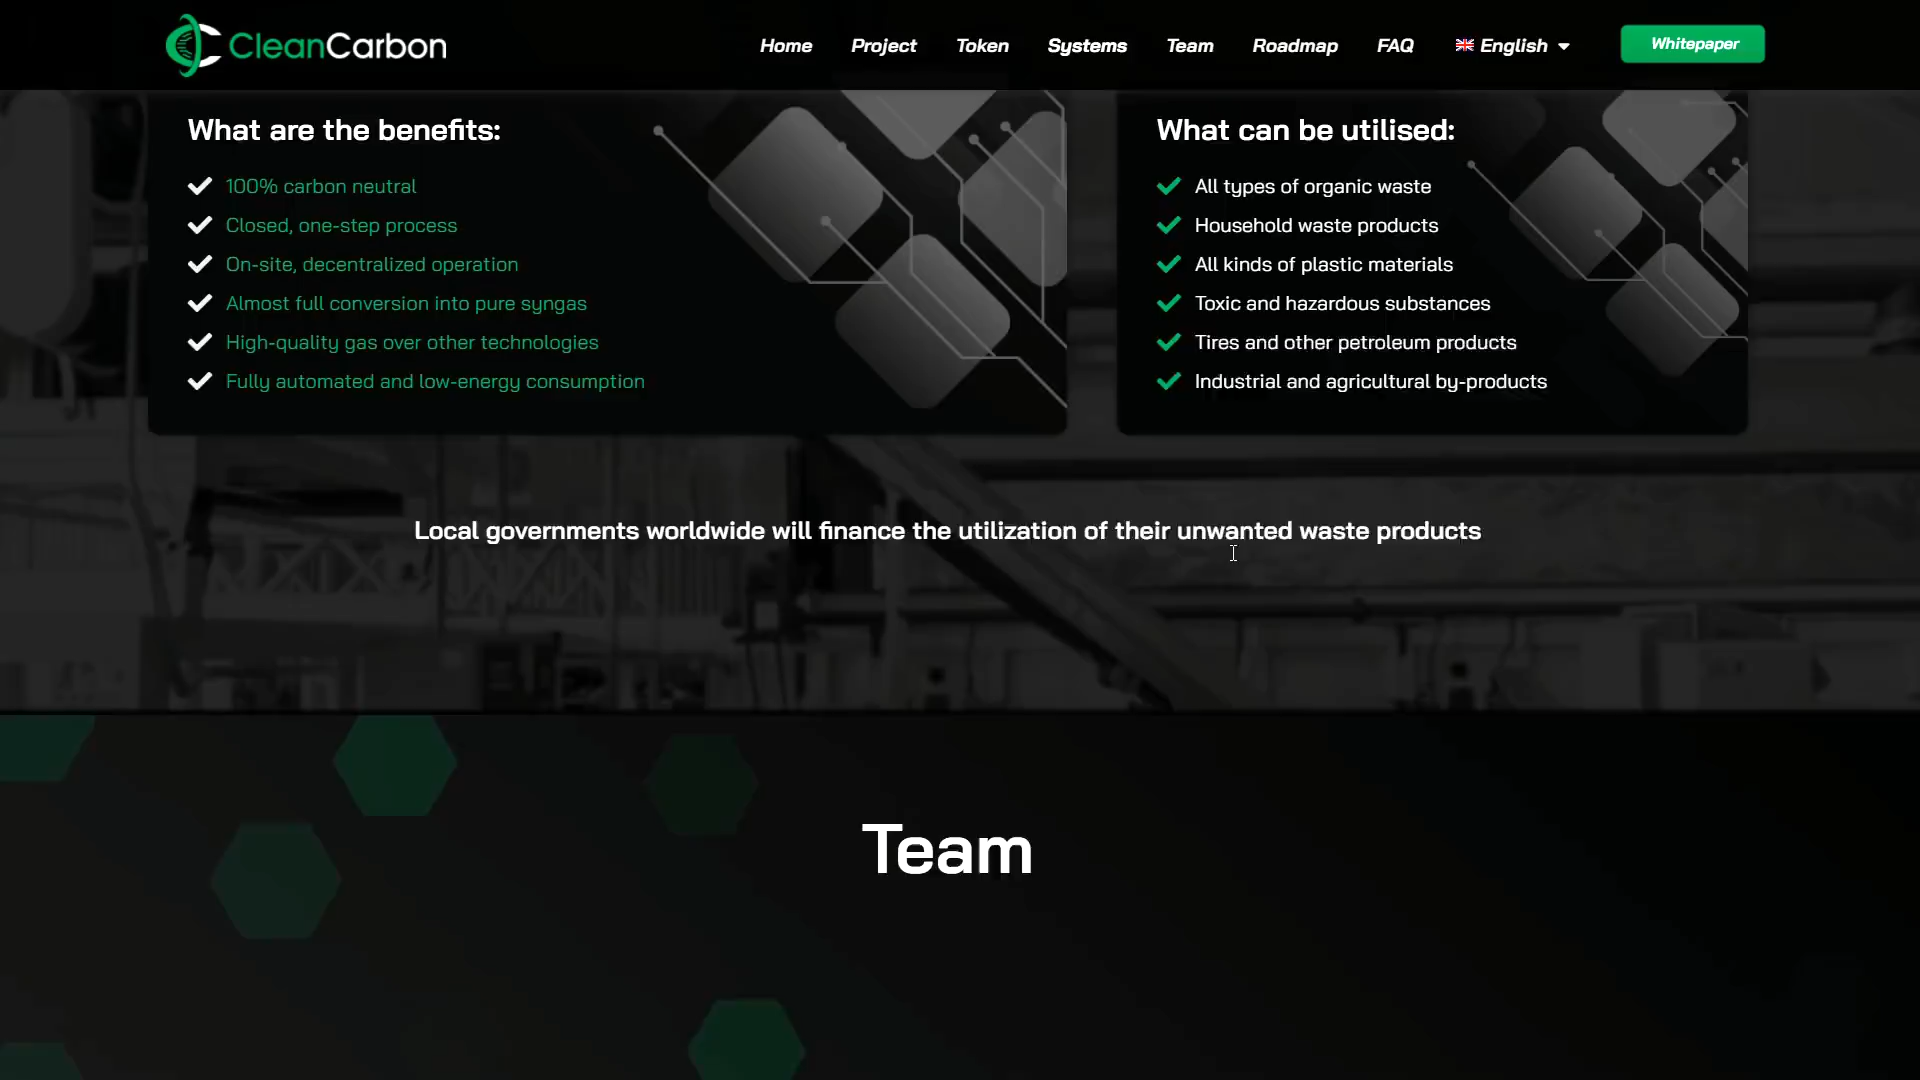 CleanCarbon
Home Project Token Systems Team Roadmap FAQ English Whitepaper
What are the benefits:
100% carbon neutral
Closed, one-step process
On-site, decentralized operation
Almost full conversion into pure syngas
High-quality gas over other technologies
Fully automated and low-energy consumption
What can be utilised:
All types of organic waste
Household waste products
All kinds of plastic materials
Toxic and hazardous substances
Tires and other petroleum products
Industrial and agricultural by-products
Local governments worldwide will finance the utilization of their unwanted waste products
Team